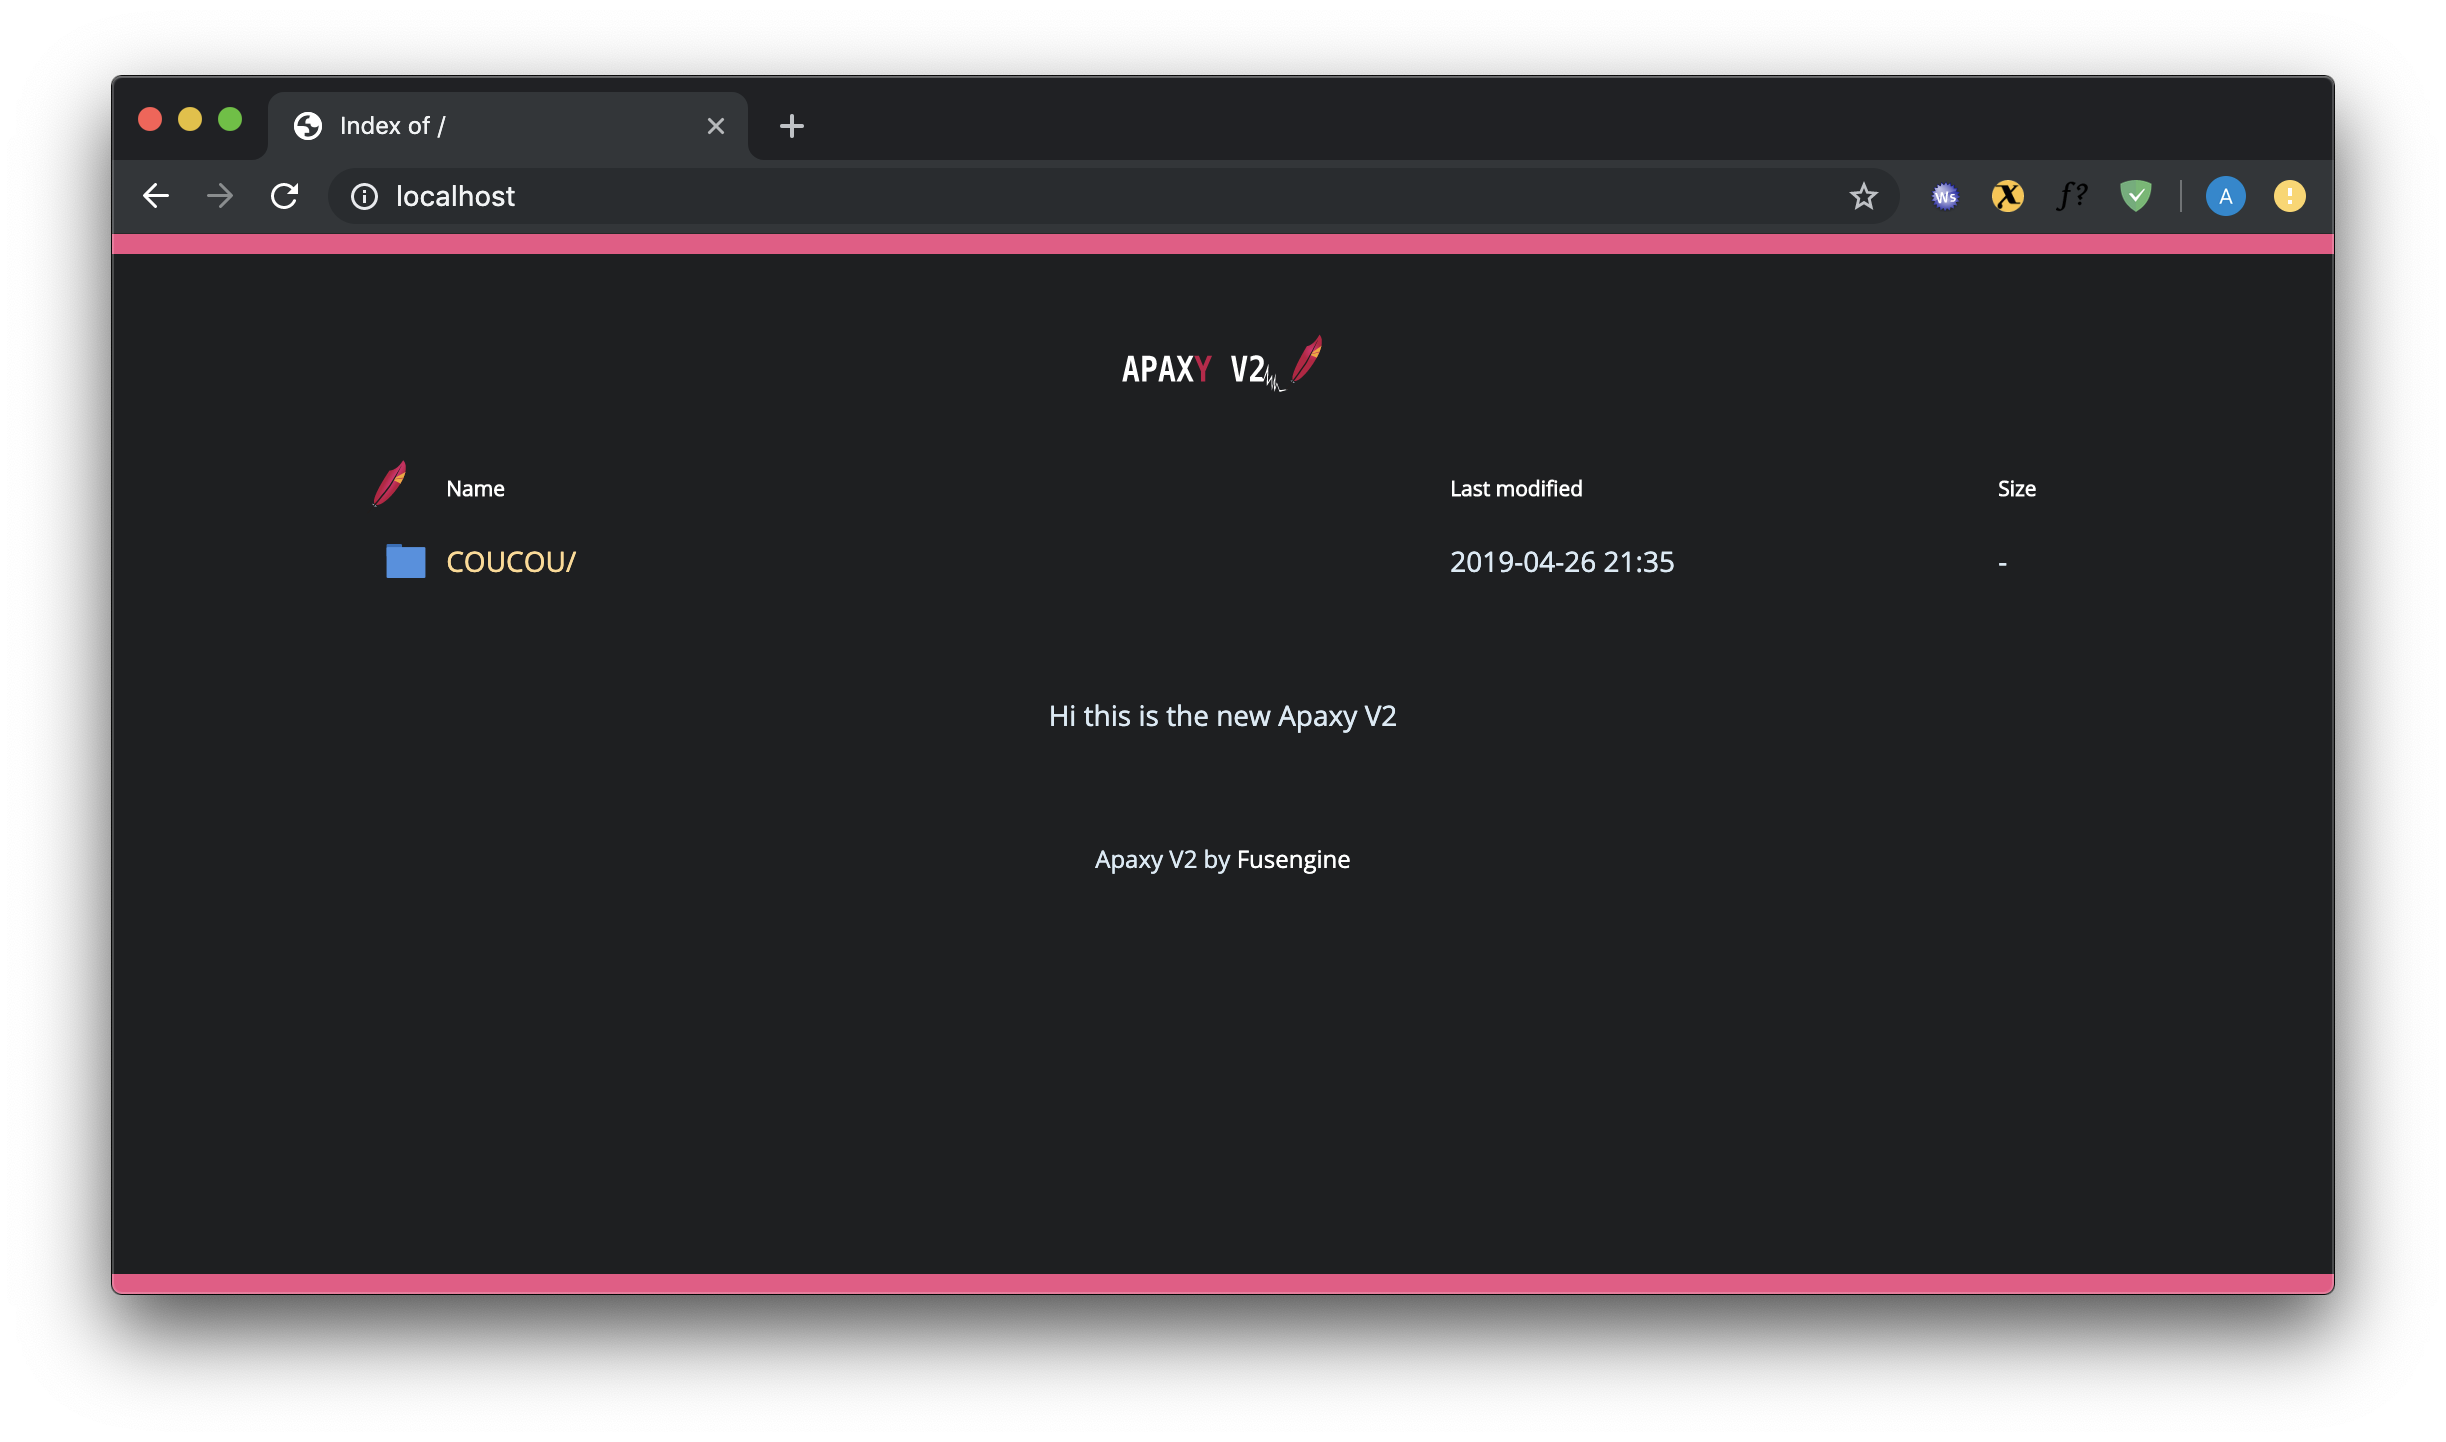 Index of /
localhost
Ws
f?
A
APAXY V2
Name Last modified Size
COUCOU/ 2019-04-26 21:35 -
Hi this is the new Apaxy V2
Apaxy V2 by Fusengine